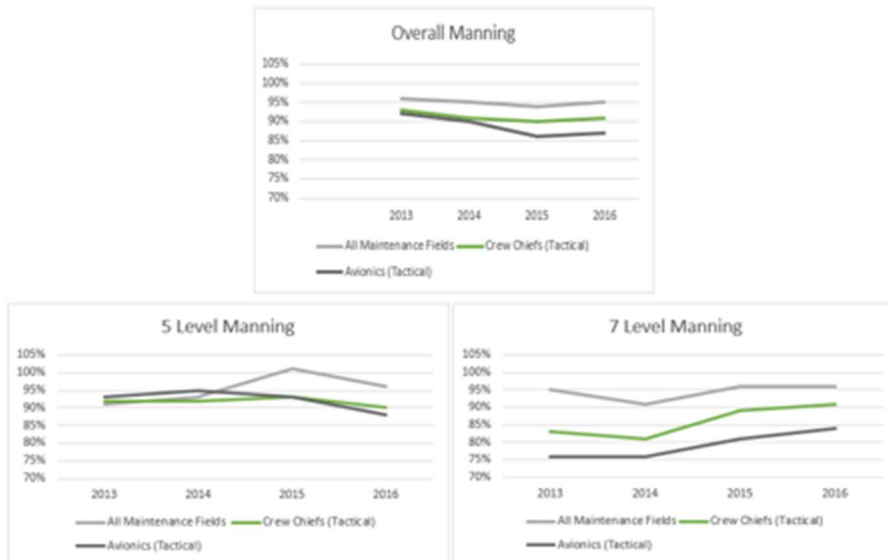 Overall Manning
105%
100%
95%
90%
85%
80%
75%
70%
2013 2014 2015 2016
All Maintenance Fields Crew Chiefs (Tactical)
Avionics (Tactical)
5 Level Manning
105%
100%
95%
90%
85%
80%
75%
70%
2013 2014 2015 2016
All Maintenance Fields Crew Chiefs (Tactical)
Avionics (Tactical)
7 Level Manning
105%
100%
95%
90%
85%
80%
75%
70%
2013 2014 2015 2016
All Maintenance Fields Crew Chiefs (Tactical)
Avionics (Tactical)